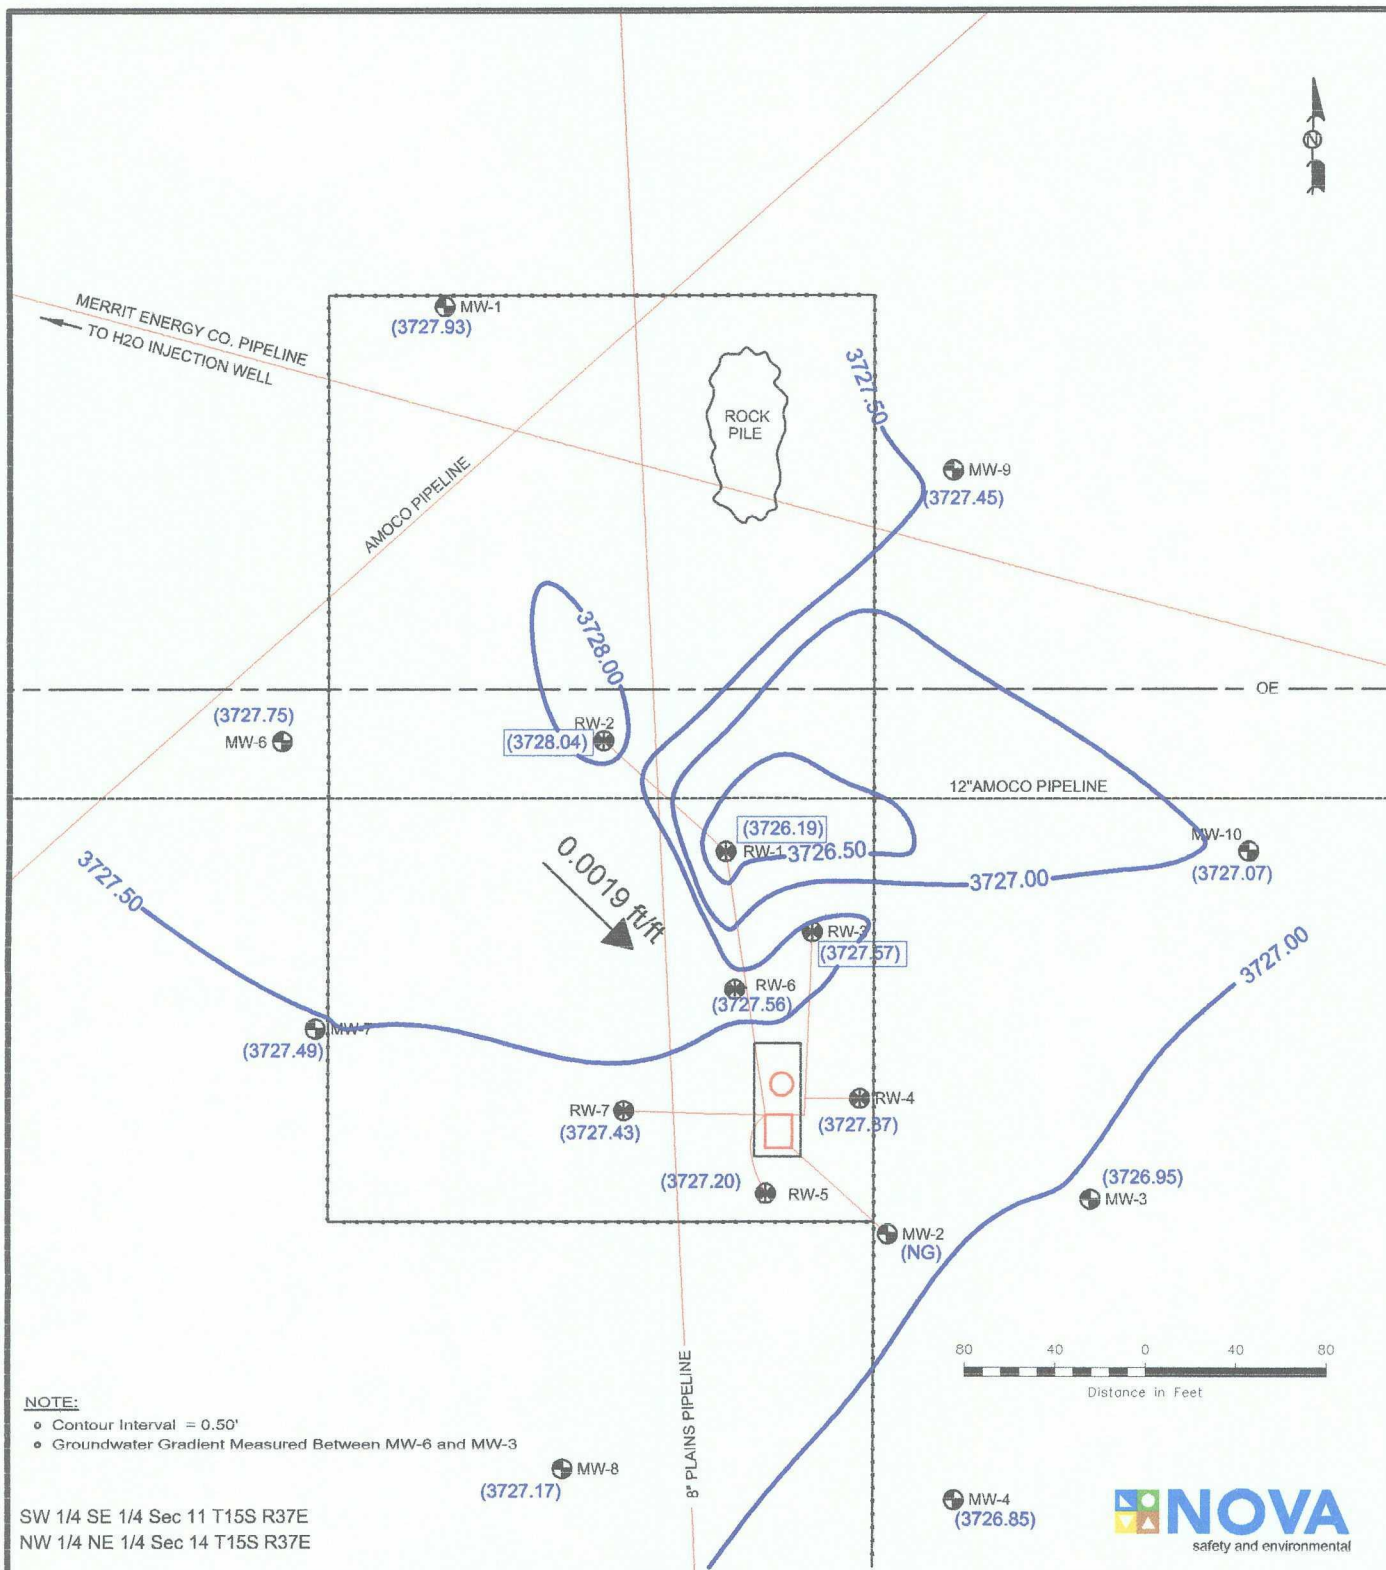 N
MW-1
(3727.93)
MERRIT ENERGY CO. PIPELINE
TO H2O INJECTION WELL
3727.50
ROCK
PILE
AMOCO PIPELINE
MW-9
(3727.45)
3728.00
OE
(3727.75)
MW-6
RW-2
(3728.04)
12"AMOCO PIPELINE
(3726.19)
RW-1
3726.50
MW-10
(3727.07)
3727.00
0.0019 ft/ft
3727.50
RW-3
(3727.57)
3727.00
RW-6
(3727.56)
MW-7
(3727.49)
RW-7
(3727.43)
RW-4
(3727.37)
(3727.20)
RW-5
(3726.95)
MW-3
MW-2
(NG)
80 40 0 40 80
Distance in Feet
8" PLAINS PIPELINE
NOTE:
Contour Interval = 0.50'
Groundwater Gradient Measured Between MW-6 and MW-3
MW-8
(3727.17)
MW-4
(3726.85)
SW 1/4 SE 1/4 Sec 11 T15S R37E
NW 1/4 NE 1/4 Sec 14 T15S R37E
NOVA
safety and environmental